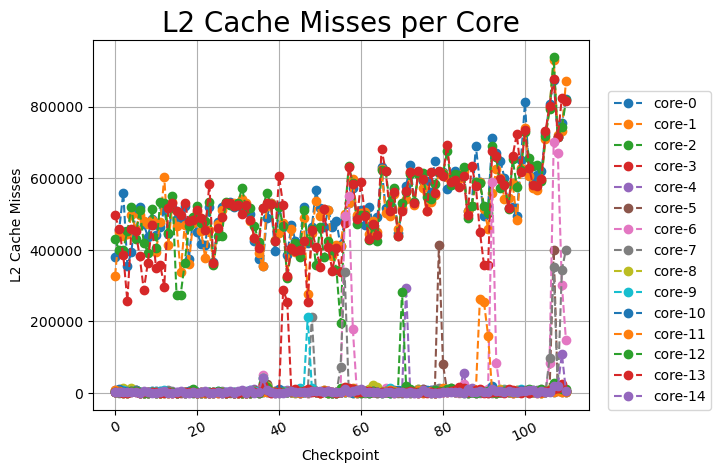 L2 Cache Misses per Core
L2 Cache Misses
800000
600000
400000
200000
0
0
20
40
60
80
100
Checkpoint
core-0
core-1
core-2
core-3
core-4
core-5
core-6
core-7
core-8
core-9
core-10
core-11
core-12
core-13
core-14